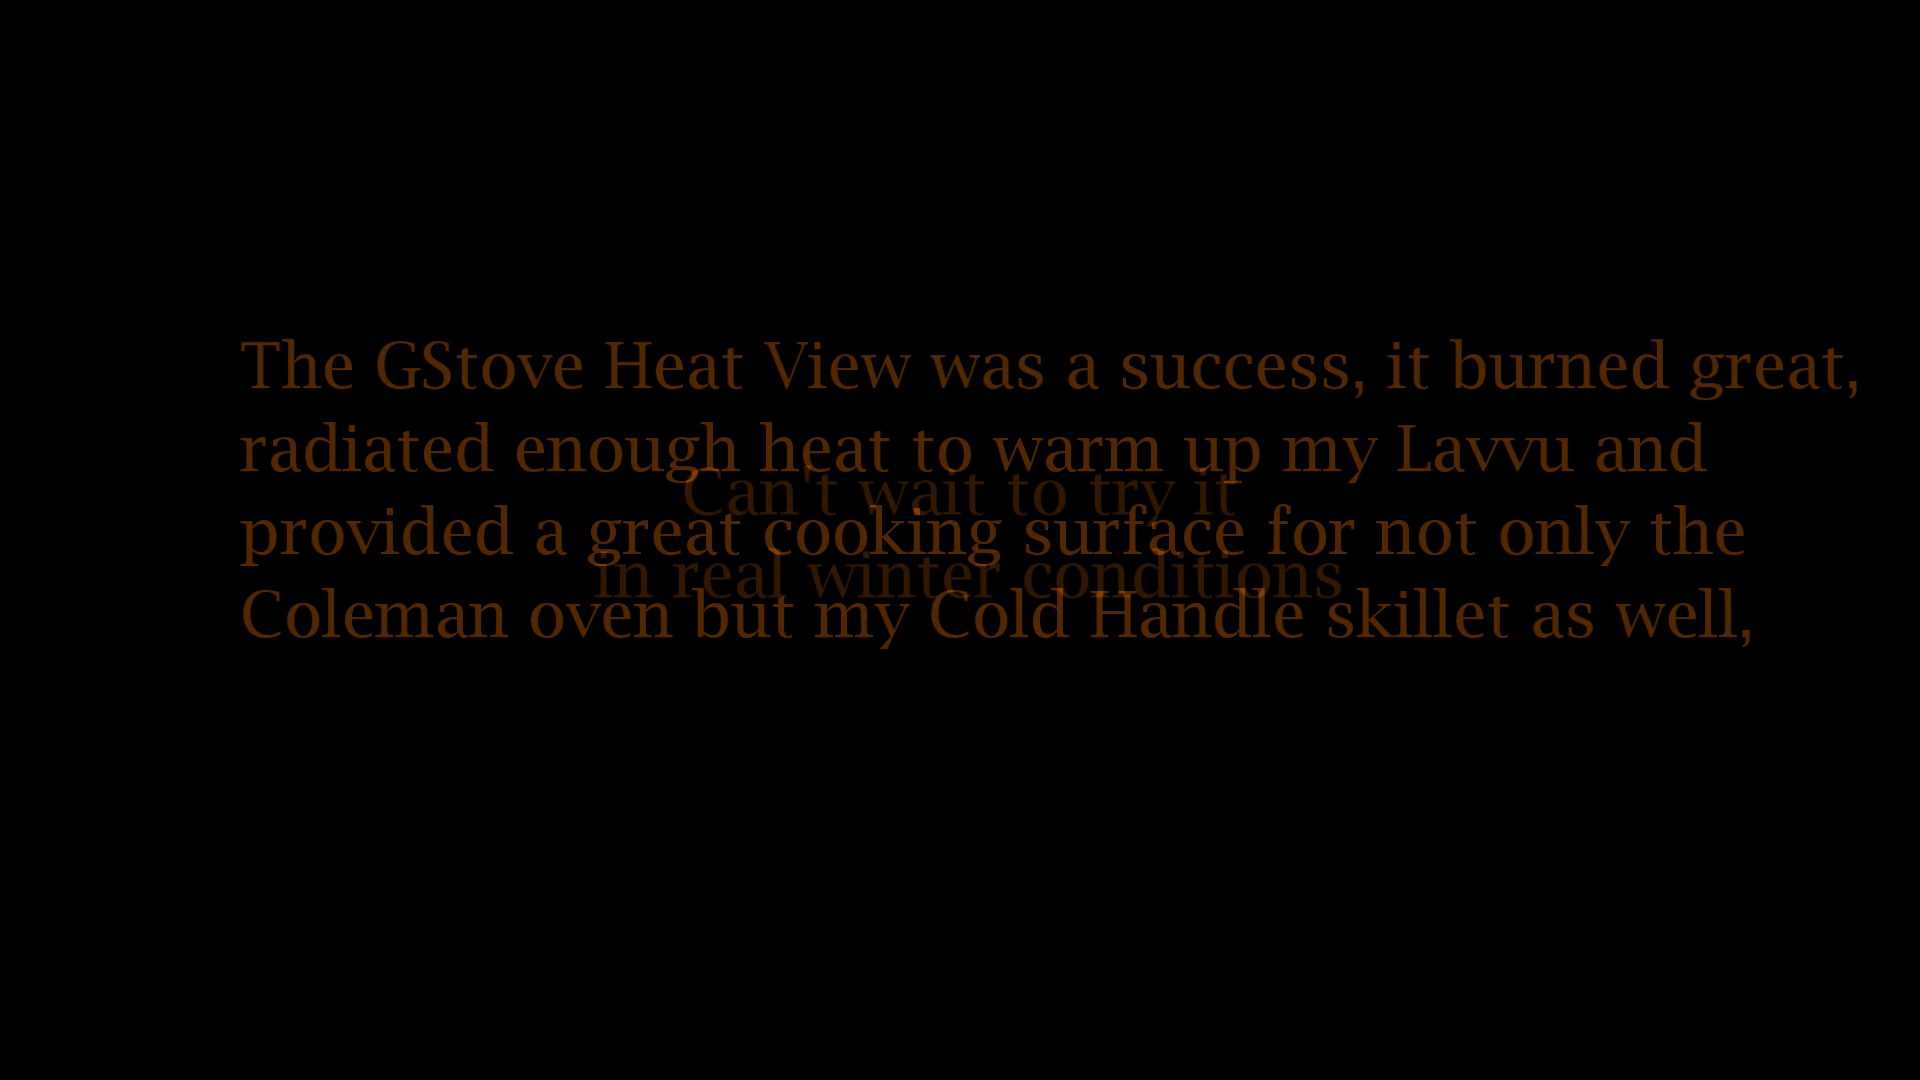 The GStove Heat View was a success, it burned great,
radiated enough heat to warm up my Lavvu and
provided a great cooking surface for not only the
Coleman oven but my Cold Handle skillet as well,
Can't wait to try it
in real winter conditions